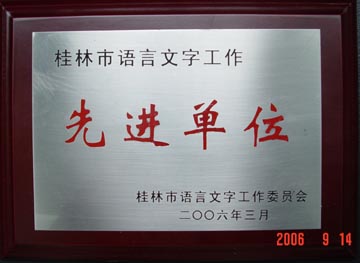 桂林市语言文字工作
先进单位
桂林市语言文字工作委员会
二〇〇六年三月
2006 9 14